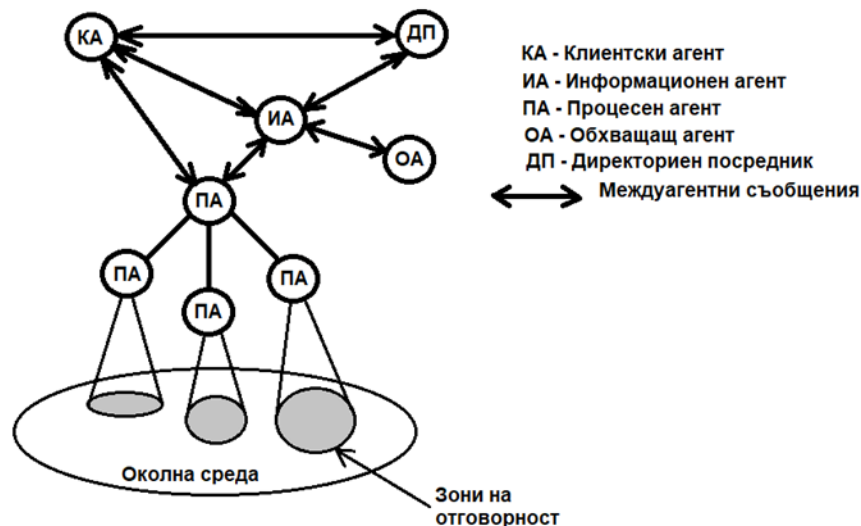 КА
ДП
ИА
ОА
ПА
ПА
ПА
ПА
КА - Клиентски агент
ИА - Информационен агент
ПА - Процесен агент
ОА - Обхващащ агент
ДП - Директориен посредник
Междуагентни съобщения
Околна среда
Зони на
отговорност